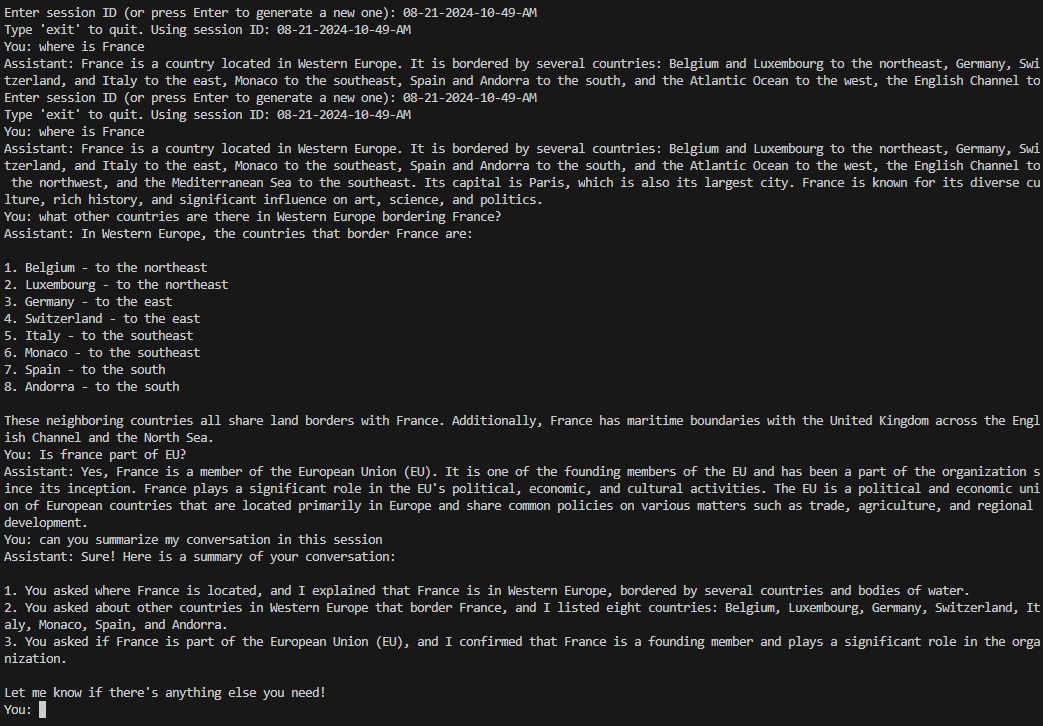 Enter session ID (or press Enter to generate a new one): 08-21-2024-10-49-AM
Type 'exit' to quit. Using session ID: 08-21-2024-10-49-AM
You: where is France
Assistant: France is a country located in Western Europe. It is bordered by several countries: Belgium and Luxembourg to the northeast, Germany, Swi
tzerland, and Italy to the east, Monaco to the southeast, Spain and Andorra to the south, and the Atlantic Ocean to the west, the English Channel to
Enter session ID (or press Enter to generate a new one): 08-21-2024-10-49-AM
Type 'exit' to quit. Using session ID: 08-21-2024-10-49-AM
You: where is France
Assistant: France is a country located in Western Europe. It is bordered by several countries: Belgium and Luxembourg to the northeast, Germany, Swi
tzerland, and Italy to the east, Monaco to the southeast, Spain and Andorra to the south, and the Atlantic Ocean to the west, the English Channel to
 the northwest, and the Mediterranean Sea to the southeast. Its capital is Paris, which is also its largest city. France is known for its diverse cu
lture, rich history, and significant influence on art, science, and politics.
You: what other countries are there in Western Europe bordering France?
Assistant: In Western Europe, the countries that border France are:

1. Belgium - to the northeast
2. Luxembourg - to the northeast
3. Germany - to the east
4. Switzerland - to the east
5. Italy - to the southeast
6. Monaco - to the southeast
7. Spain - to the south
8. Andorra - to the south

These neighboring countries all share land borders with France. Additionally, France has maritime boundaries with the United Kingdom across the Engl
ish Channel and the North Sea.
You: Is france part of EU?
Assistant: Yes, France is a member of the European Union (EU). It is one of the founding members of the EU and has been a part of the organization s
ince its inception. France plays a significant role in the EU's political, economic, and cultural activities. The EU is a political and economic uni
on of European countries that are located primarily in Europe and share common policies on various matters such as trade, agriculture, and regional
development.
You: can you summarize my conversation in this session
Assistant: Sure! Here is a summary of your conversation:

1. You asked where France is located, and I explained that France is in Western Europe, bordered by several countries and bodies of water.
2. You asked about other countries in Western Europe that border France, and I listed eight countries: Belgium, Luxembourg, Germany, Switzerland, It
aly, Monaco, Spain, and Andorra.
3. You asked if France is part of the European Union (EU), and I confirmed that France is a founding member and plays a significant role in the orga
nization.

Let me know if there's anything else you need!
You: